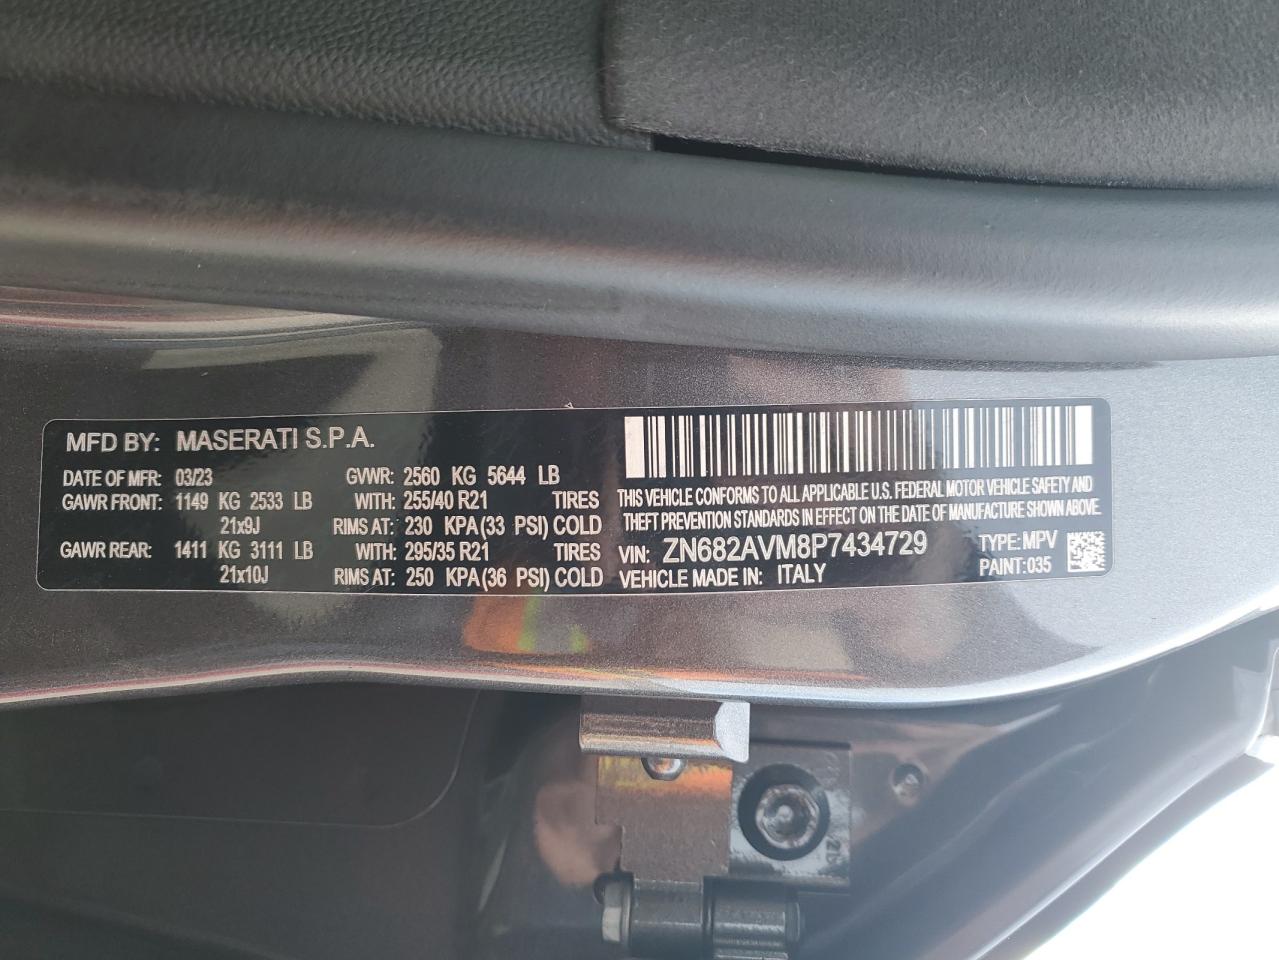 MFD BY: MASERATI S.P.A.
DATE OF MFR: 03/23 GVWR: 2560 KG 5644 LB
GAWR FRONT: 1149 KG 2533 LB WITH: 255/40 R21 TIRES
21x9J RIMS AT: 230 KPA(33 PSI) COLD
GAWR REAR: 1411 KG 3111 LB WITH: 295/35 R21 TIRES
21x10J RIMS AT: 250 KPA(36 PSI) COLD
THIS VEHICLE CONFORMS TO ALL APPLICABLE U.S. FEDERAL MOTOR VEHICLE SAFETY AND
THEFT PREVENTION STANDARDS IN EFFECT ON THE DATE OF MANUFACTURE SHOWN ABOVE.
VIN: ZN682AVM8P7434729 TYPE: MPV
VEHICLE MADE IN: ITALY PAINT: 035